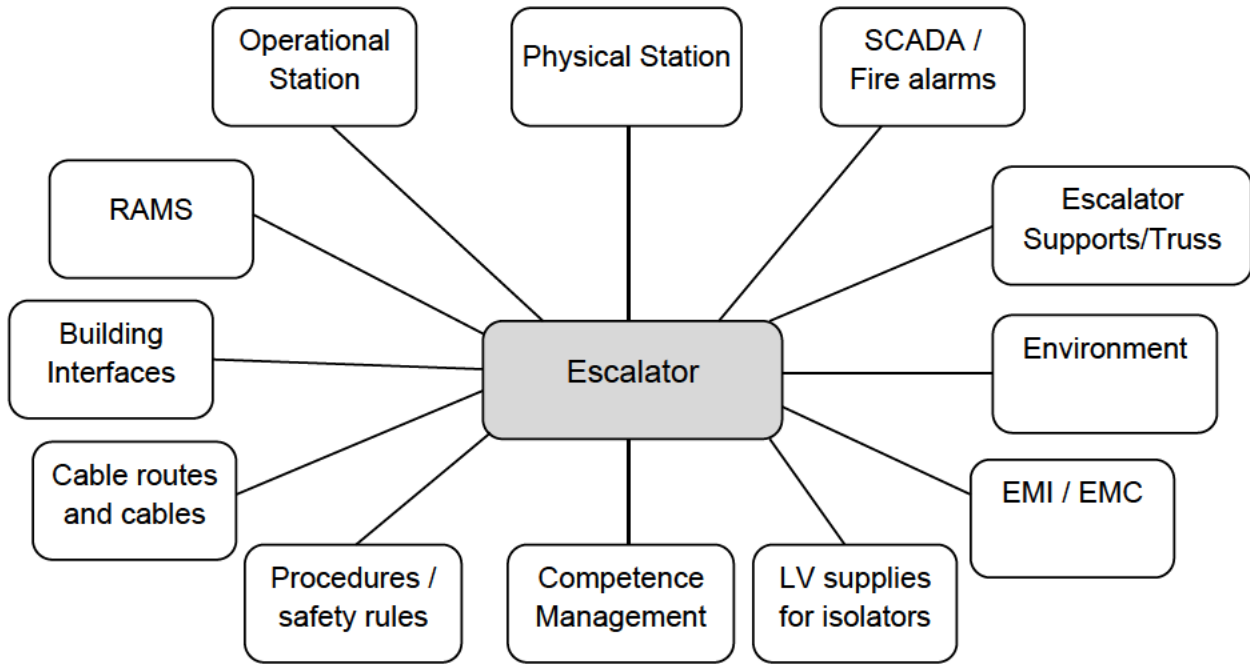 Operational
Station
Physical Station
SCADA /
Fire alarms
RAMS
Escalator
Supports/Truss
Building
Interfaces
Escalator
Environment
Cable routes
and cables
EMI / EMC
Procedures /
safety rules
Competence
Management
LV supplies
for isolators